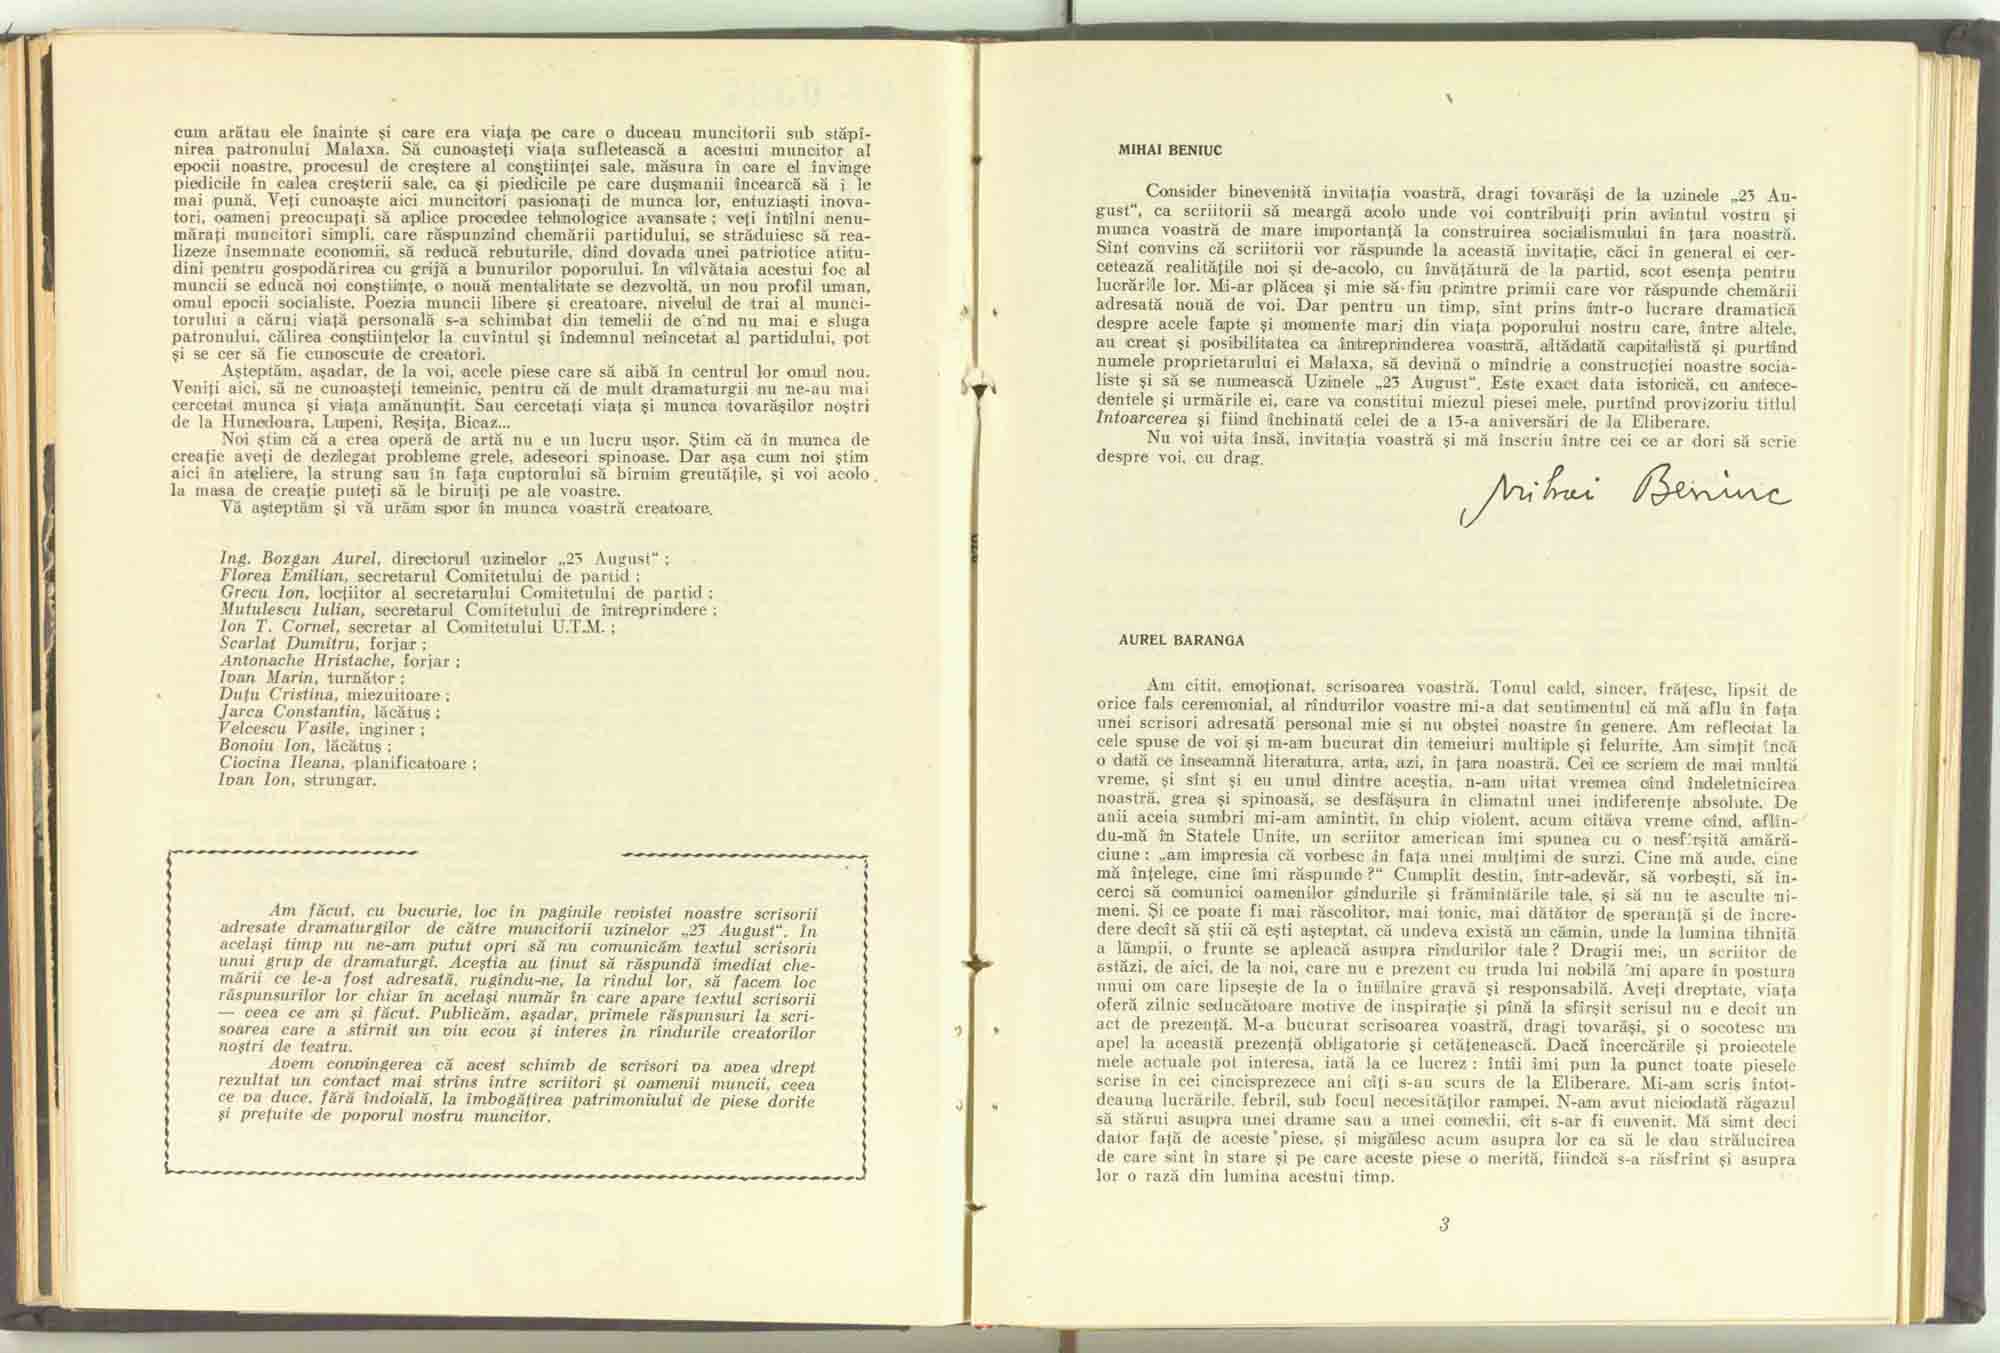 cum arătau ele înainte și care era viața pe care o duceau muncitorii sub stăpî-
nirea patronului Malaxa. Să cunoașteți viața sufletească a acestui muncitor al
epocii noastre, procesul de creștere al conștiinței sale, măsura în care el învinge
piedicile în calea creșterii sale, ca și piedicile pe care dușmanii încearcă să i le
mai pună. Veți cunoaște aici muncitori pasionați de munca lor, entuziaști inova-
tori, oameni preocupați să aplice procedee tehnologice avansate ; veți întîlni nenu-
mărați muncitori simpli, care răspunzînd chemării partidului, se străduiesc să rea-
lizeze însemnate economii, să reducă rebuturile, dînd dovada unei patriotice atitu-
dini pentru gospodărirea cu grijă a bunurilor poporului. In vîlvătaia acestui foc al
muncii se educă noi conștiințe, o nouă mentalitate se dezvoltă, un nou profil uman,
omul epocii socialiste. Poezia muncii libere și creatoare, nivelul de trai al munci-
torului a cărui viață personală s-a schimbat din temelii de cînd nu mai e sluga
patronului, călirea conștiințelor la cuvîntul și îndemnul neîncetat al partidului, pot
și se cer să fie cunoscute de creatori.
Așteptăm, așadar, de la voi, acele piese care să aibă în centrul lor omul nou.
Veniți aici, să ne cunoașteți temeinic, pentru că de mult dramaturgii nu ne-au mai
cercetat munca și viața amănunțit. Sau cercetați viața și munca tovarășilor noștri
de la Hunedoara, Lupeni, Reșița, Bicaz...
Noi știm că a crea operă de artă nu e un lucru ușor. Știm că în munca de
creație aveți de dezlegat probleme grele, adeseori spinoase. Dar așa cum noi știm
aici în ateliere, la strung sau în fața cuptorului să biruim greutățile, și voi acolo
la masa de creație puteți să le biruiți pe ale voastre.
Vă așteptăm și vă urăm spor în munca voastră creatoare.
Ing. Bozgan Aurel, directorul uzinelor „23 August" ;
Florea Emilian, secretarul Comitetului de partid ;
Grecu Ion, locțiitor al secretarului Comitetului de partid ;
Mutulescu Iulian, secretarul Comitetului de întreprindere ;
Ion T. Cornel, secretar al Comitetului U.T.M. ;
Scarlat Dumitru, forjar ;
Antonache Hristache, forjar ;
Ivan Marin, turnător ;
Duțu Cristina, miezuitoare ;
Jarca Constantin, lăcătuș ;
Velcescu Vasile, inginer ;
Bonoiu Ion, lăcătuș ;
Ciocina Ileana, planificatoare ;
Ivan Ion, strungar.
Am făcut, cu bucurie, loc în paginile revistei noastre scrisorii
adresate dramaturgilor de către muncitorii uzinelor „23 August". In
același timp nu ne-am putut opri să nu comunicăm textul scrisorii
unui grup de dramaturgi. Aceștia au ținut să răspundă imediat che-
mării ce le-a fost adresată, rugîndu-ne, la rîndul lor, să facem loc
răspunsurilor lor chiar în același număr în care apare textul scrisorii
— ceea ce am și făcut. Publicăm, așadar, primele răspunsuri la scri-
soarea care a stîrnit un viu ecou și interes in rîndurile creatorilor
noștri de teatru.
Avem convingerea că acest schimb de scrisori va avea drept
rezultat un contact mai strîns între scriitori și oamenii muncii, ceea
ce va duce, fără îndoială, la îmbogățirea patrimoniului de piese dorite
și prețuite de poporul nostru muncitor.
MIHAI BENIUC
Consider binevenită invitația voastră, dragi tovarăși de la uzinele „23 Au-
gust", ca scriitorii să meargă acolo unde voi contribuiți prin avîntul vostru și
munca voastră de mare importanță la construirea socialismului în țara noastră.
Sînt convins că scriitorii vor răspunde la această invitație, căci în general ei cer-
cetează realitățile noi și de-acolo, cu învățătură de la partid, scot esența pentru
lucrările lor. Mi-ar plăcea și mie să fiu printre primii care vor răspunde chemării
adresată nouă de voi. Dar pentru un timp, sînt prins într-o lucrare dramatică
despre acele fapte și momente mari din viața poporului nostru care, între altele,
au creat și posibilitatea ca întreprinderea voastră, altădată capitalistă și purtînd
numele proprietarului ei Malaxa, să devină o mîndrie a construcției noastre socia-
liste și să se numească Uzinele „23 August". Este exact data istorică, cu antece-
dentele și urmările ei, care va constitui miezul piesei mele, purtînd provizoriu titlul
Intoarcerea și fiind închinată celei de a 15-a aniversări de la Eliberare.
Nu voi uita însă, invitația voastră și mă înscriu între cei ce ar dori să scrie
despre voi, cu drag.
Mihai Beniuc
AUREL BARANGA
Am citit, emoționat, scrisoarea voastră. Tonul cald, sincer, frățesc, lipsit de
orice fals ceremonial, al rîndurilor voastre mi-a dat sentimentul că mă aflu în fața
unei scrisori adresată personal mie și nu obștei noastre în genere. Am reflectat la
cele spuse de voi și m-am bucurat din temeiuri multiple și felurite. Am simțit încă
o dată ce înseamnă literatura, arta, azi, în țara noastră. Cei ce scriem de mai multă
vreme, și sînt și eu unul dintre aceștia, n-am uitat vremea cînd îndeletnicirea
noastră, grea și spinoasă, se desfășura în climatul unei indiferențe absolute. De
anii aceia sumbri mi-am amintit, în chip violent, acum cîtăva vreme cînd, aflîn-
du-mă în Statele Unite, un scriitor american îmi spunea cu o nesfîrșită amără-
ciune : „am impresia că vorbesc în fața unei mulțimi de surzi. Cine mă aude, cine
mă înțelege, cine îmi răspunde ?" Cumplit destin, într-adevăr, să vorbești, să în-
cerci să comunici oamenilor gîndurile și frămîntările tale, și să nu te asculte ni-
meni. Și ce poate fi mai răscolitor, mai tonic, mai dătător de speranță și de încre-
dere decît să știi că ești așteptat, că undeva există un cămin, unde la lumina tihnită
a lămpii, o frunte se apleacă asupra rîndurilor tale ? Dragii mei, un scriitor de
astăzi, de aici, de la noi, care nu e prezent cu truda lui nobilă îmi apare în postura
unui om care lipsește de la o întîlnire gravă și responsabilă. Aveți dreptate, viața
oferă zilnic seducătoare motive de inspirație și pînă la sfîrșit scrisul nu e decît un
act de prezență. M-a bucurat scrisoarea voastră, dragi tovarăși, și o socotesc un
apel la această prezență obligatorie și cetățenească. Dacă încercările și proiectele
mele actuale pot interesa, iată la ce lucrez : întîi îmi pun la punct toate piesele
scrise în cei cincisprezece ani cîți s-au scurs de la Eliberare. Mi-am scris întot-
deauna lucrările, febril, sub focul necesităților rampei. N-am avut niciodată răgazul
să stărui asupra unei drame sau a unei comedii, cît s-ar fi cuvenit. Mă simt deci
dator față de aceste piese, și migălesc acum asupra lor ca să le dau strălucirea
de care sînt în stare și pe care aceste piese o merită, fiindcă s-a răsfrînt și asupra
lor o rază din lumina acestui timp.
3